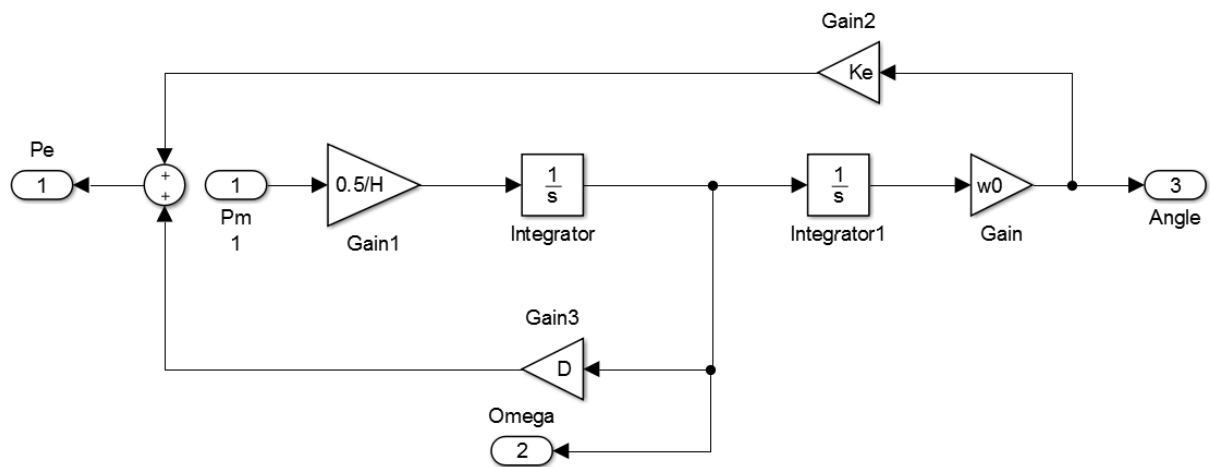 Gain2
Ke
Pe
1
+
+
1
Pm
1
0.5/H
Gain1
1
s
Integrator
1
s
Integrator1
w0
Gain
3
Angle
Gain3
D
Omega
2